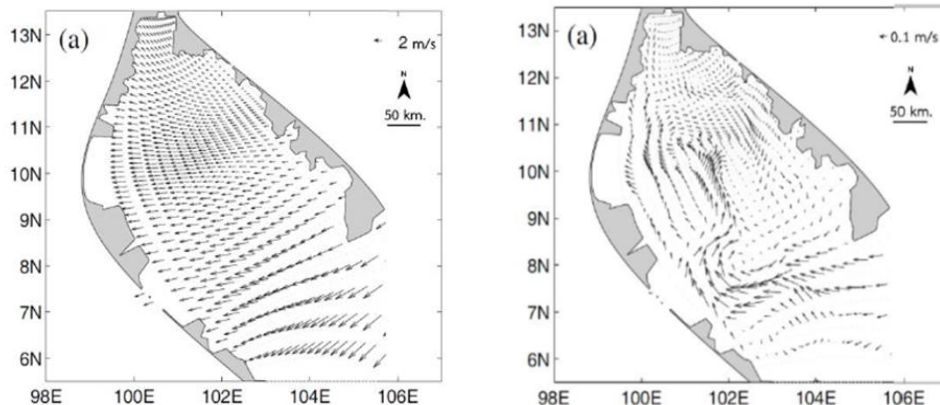 (a)
2 m/s
N
50 km.
13N
12N
11N
10N
9N
8N
7N
6N
98E 100E 102E 104E 106E
(a)
0.1 m/s
N
50 km.
13N
12N
11N
10N
9N
8N
7N
6N
98E 100E 102E 104E 106E